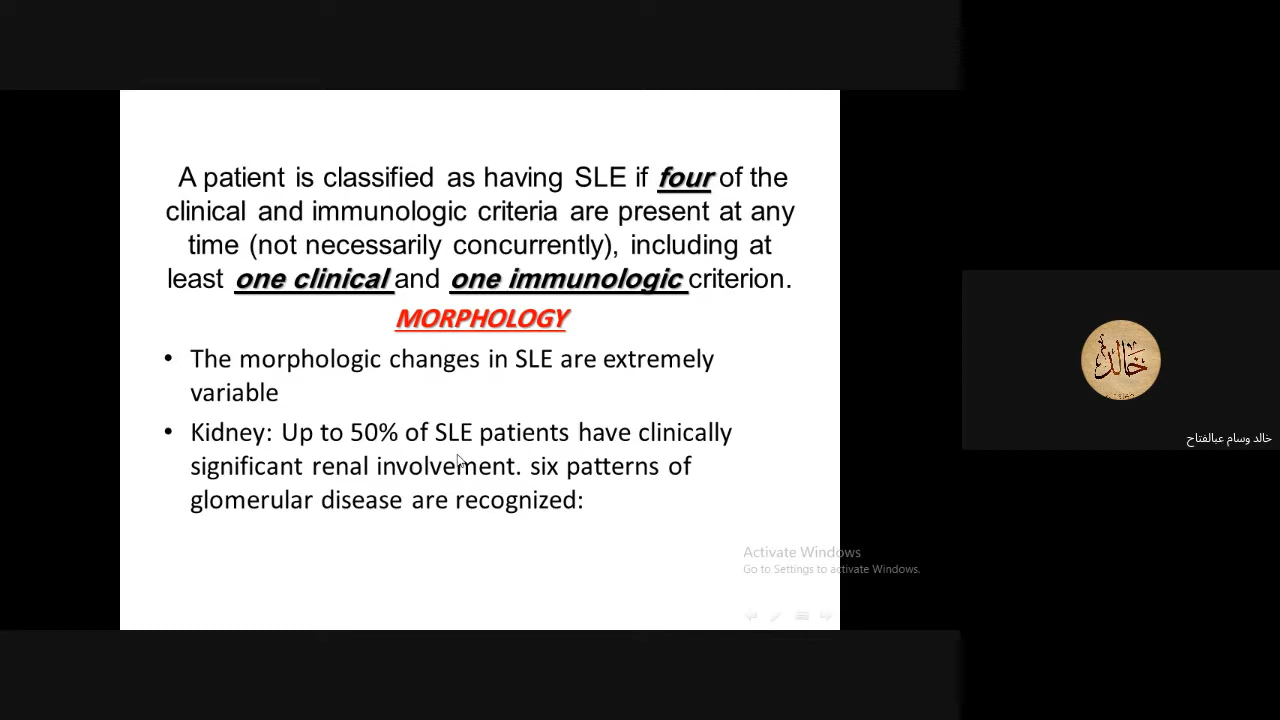 A patient is classified as having SLE if four of the
clinical and immunologic criteria are present at any
time (not necessarily concurrently), including at
least one clinical and one immunologic criterion.
MORPHOLOGY
• The morphologic changes in SLE are extremely
variable
• Kidney: Up to 50% of SLE patients have clinically
significant renal involvement. six patterns of
glomerular disease are recognized:
Activate Windows
Go to Settings to activate Windows.
خالد
خالد وسام عبالفتاح